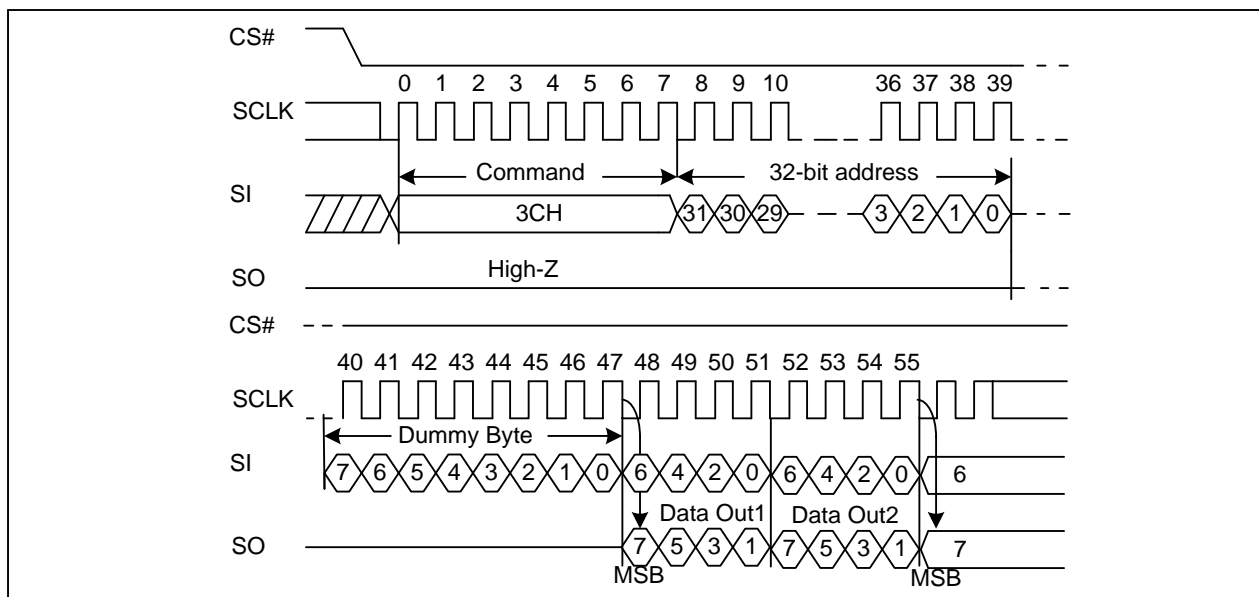 CS#
0 1 2 3 4 5 6 7 8 9 10 36 37 38 39
SCLK
Command 32-bit address
SI
3CH 31 30 29 3 2 1 0
High-Z
SO
CS#
40 41 42 43 44 45 46 47 48 49 50 51 52 53 54 55
SCLK
Dummy Byte
SI
7 6 5 4 3 2 1 0 6 4 2 0 6 4 2 0 6
Data Out1 Data Out2
SO
7 5 3 1 7 5 3 1 7
MSB MSB